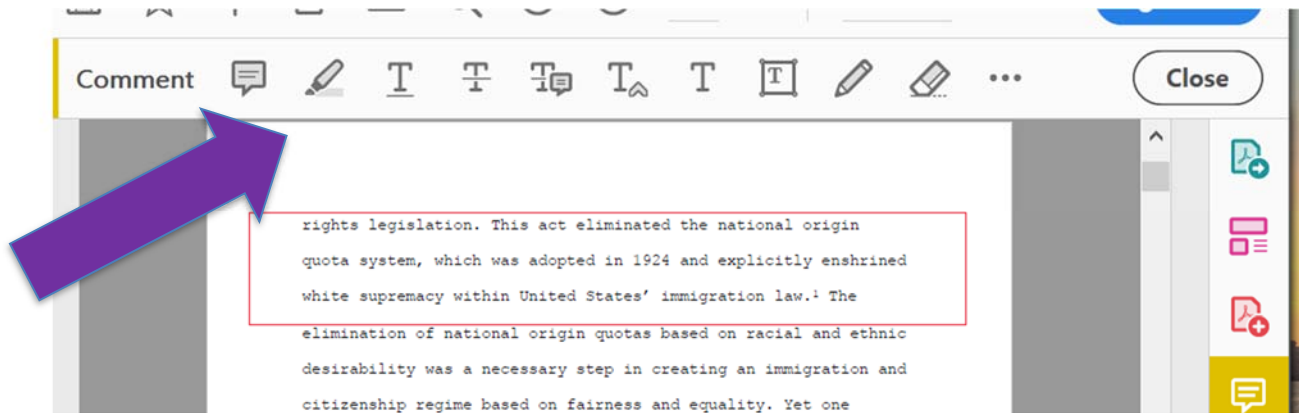 Comment
Close
rights legislation. This act eliminated the national origin
quota system, which was adopted in 1924 and explicitly enshrined
white supremacy within United States’ immigration law.¹ The
elimination of national origin quotas based on racial and ethnic
desirability was a necessary step in creating an immigration and
citizenship regime based on fairness and equality. Yet one